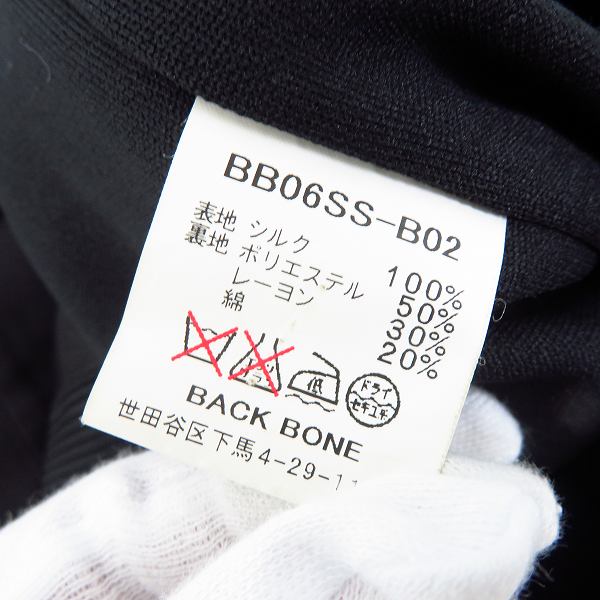 BB06SS-B02
表地 シルク 100%
裏地 ポリエステル 50%
レーヨン 30%
綿 20%
低 ドライ
セキユ系
BACK BONE
世田谷区下馬4-29-11